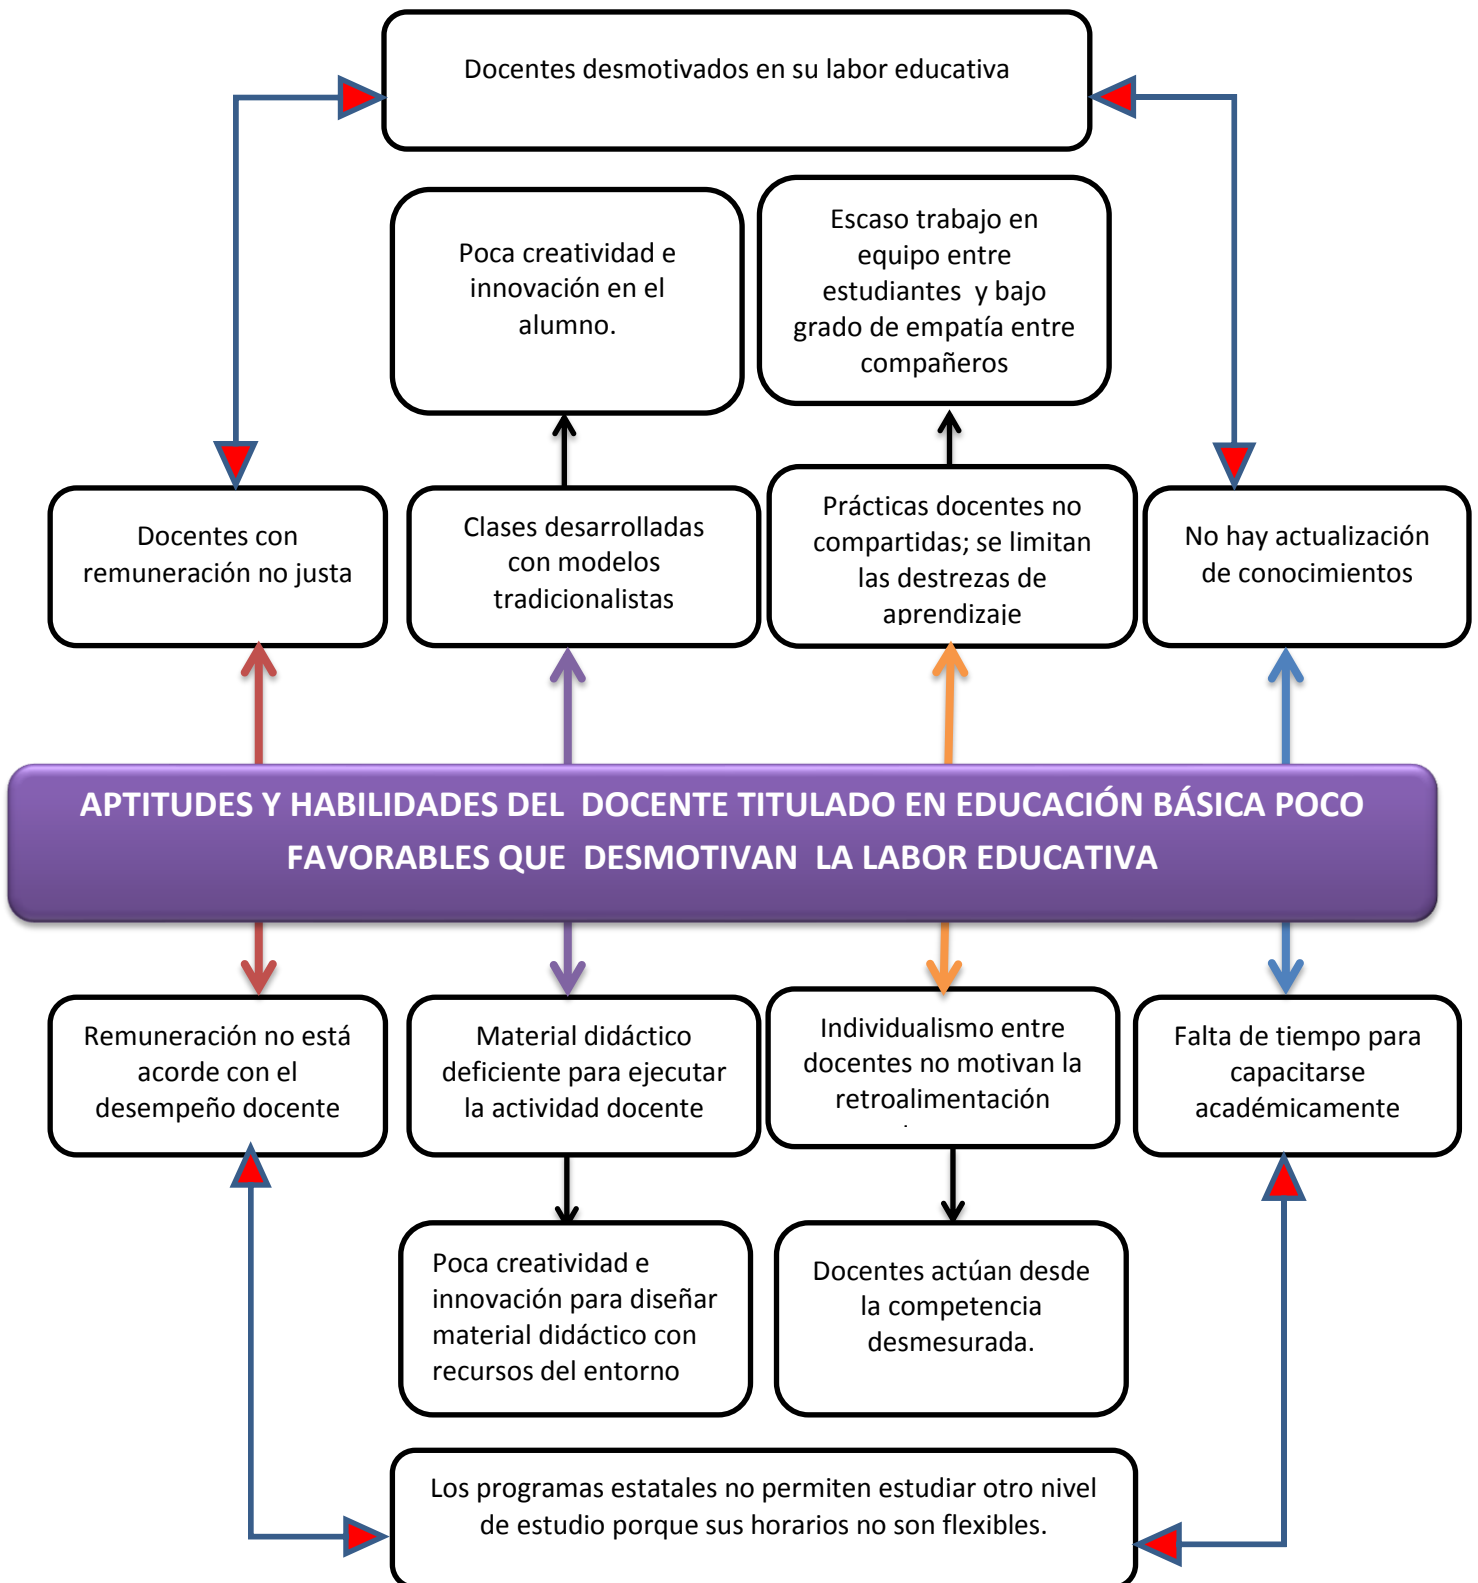 Docentes desmotivados en su labor educativa
Poca creatividad e
innovación en el
alumno.
Escaso trabajo en
equipo entre
estudiantes y bajo
grado de empatía entre
compañeros
Docentes con
remuneración no justa
Clases desarrolladas
con modelos
tradicionalistas
Prácticas docentes no
compartidas; se limitan
las destrezas de
aprendizaje
No hay actualización
de conocimientos
APTITUDES Y HABILIDADES DEL DOCENTE TITULADO EN EDUCACIÓN BÁSICA POCO
FAVORABLES QUE DESMOTIVAN LA LABOR EDUCATIVA
Remuneración no está
acorde con el
desempeño docente
Material didáctico
deficiente para ejecutar
la actividad docente
Individualismo entre
docentes no motivan la
retroalimentación
Falta de tiempo para
capacitarse
académicamente
Poca creatividad e
innovación para diseñar
material didáctico con
recursos del entorno
Docentes actúan desde
la competencia
desmesurada.
Los programas estatales no permiten estudiar otro nivel
de estudio porque sus horarios no son flexibles.